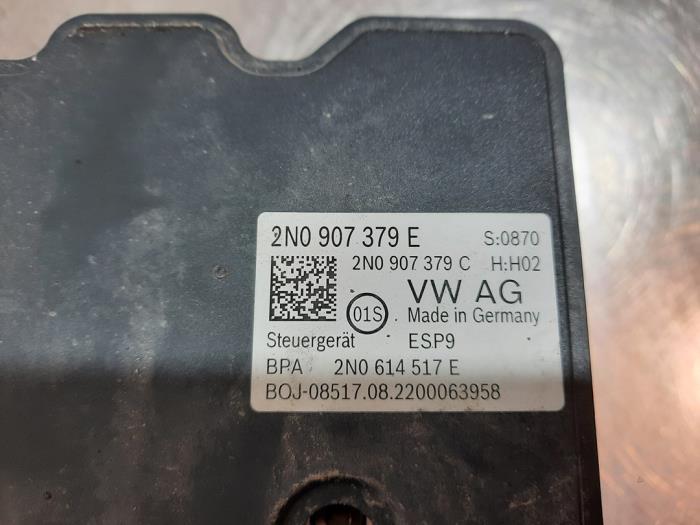 2N0 907 379 E S:0870
2N0 907 379 C H:H02
01S VW AG
Made in Germany
Steuergerät ESP9
BPA 2N0 614 517 E
BOJ-08517.08.2200063958